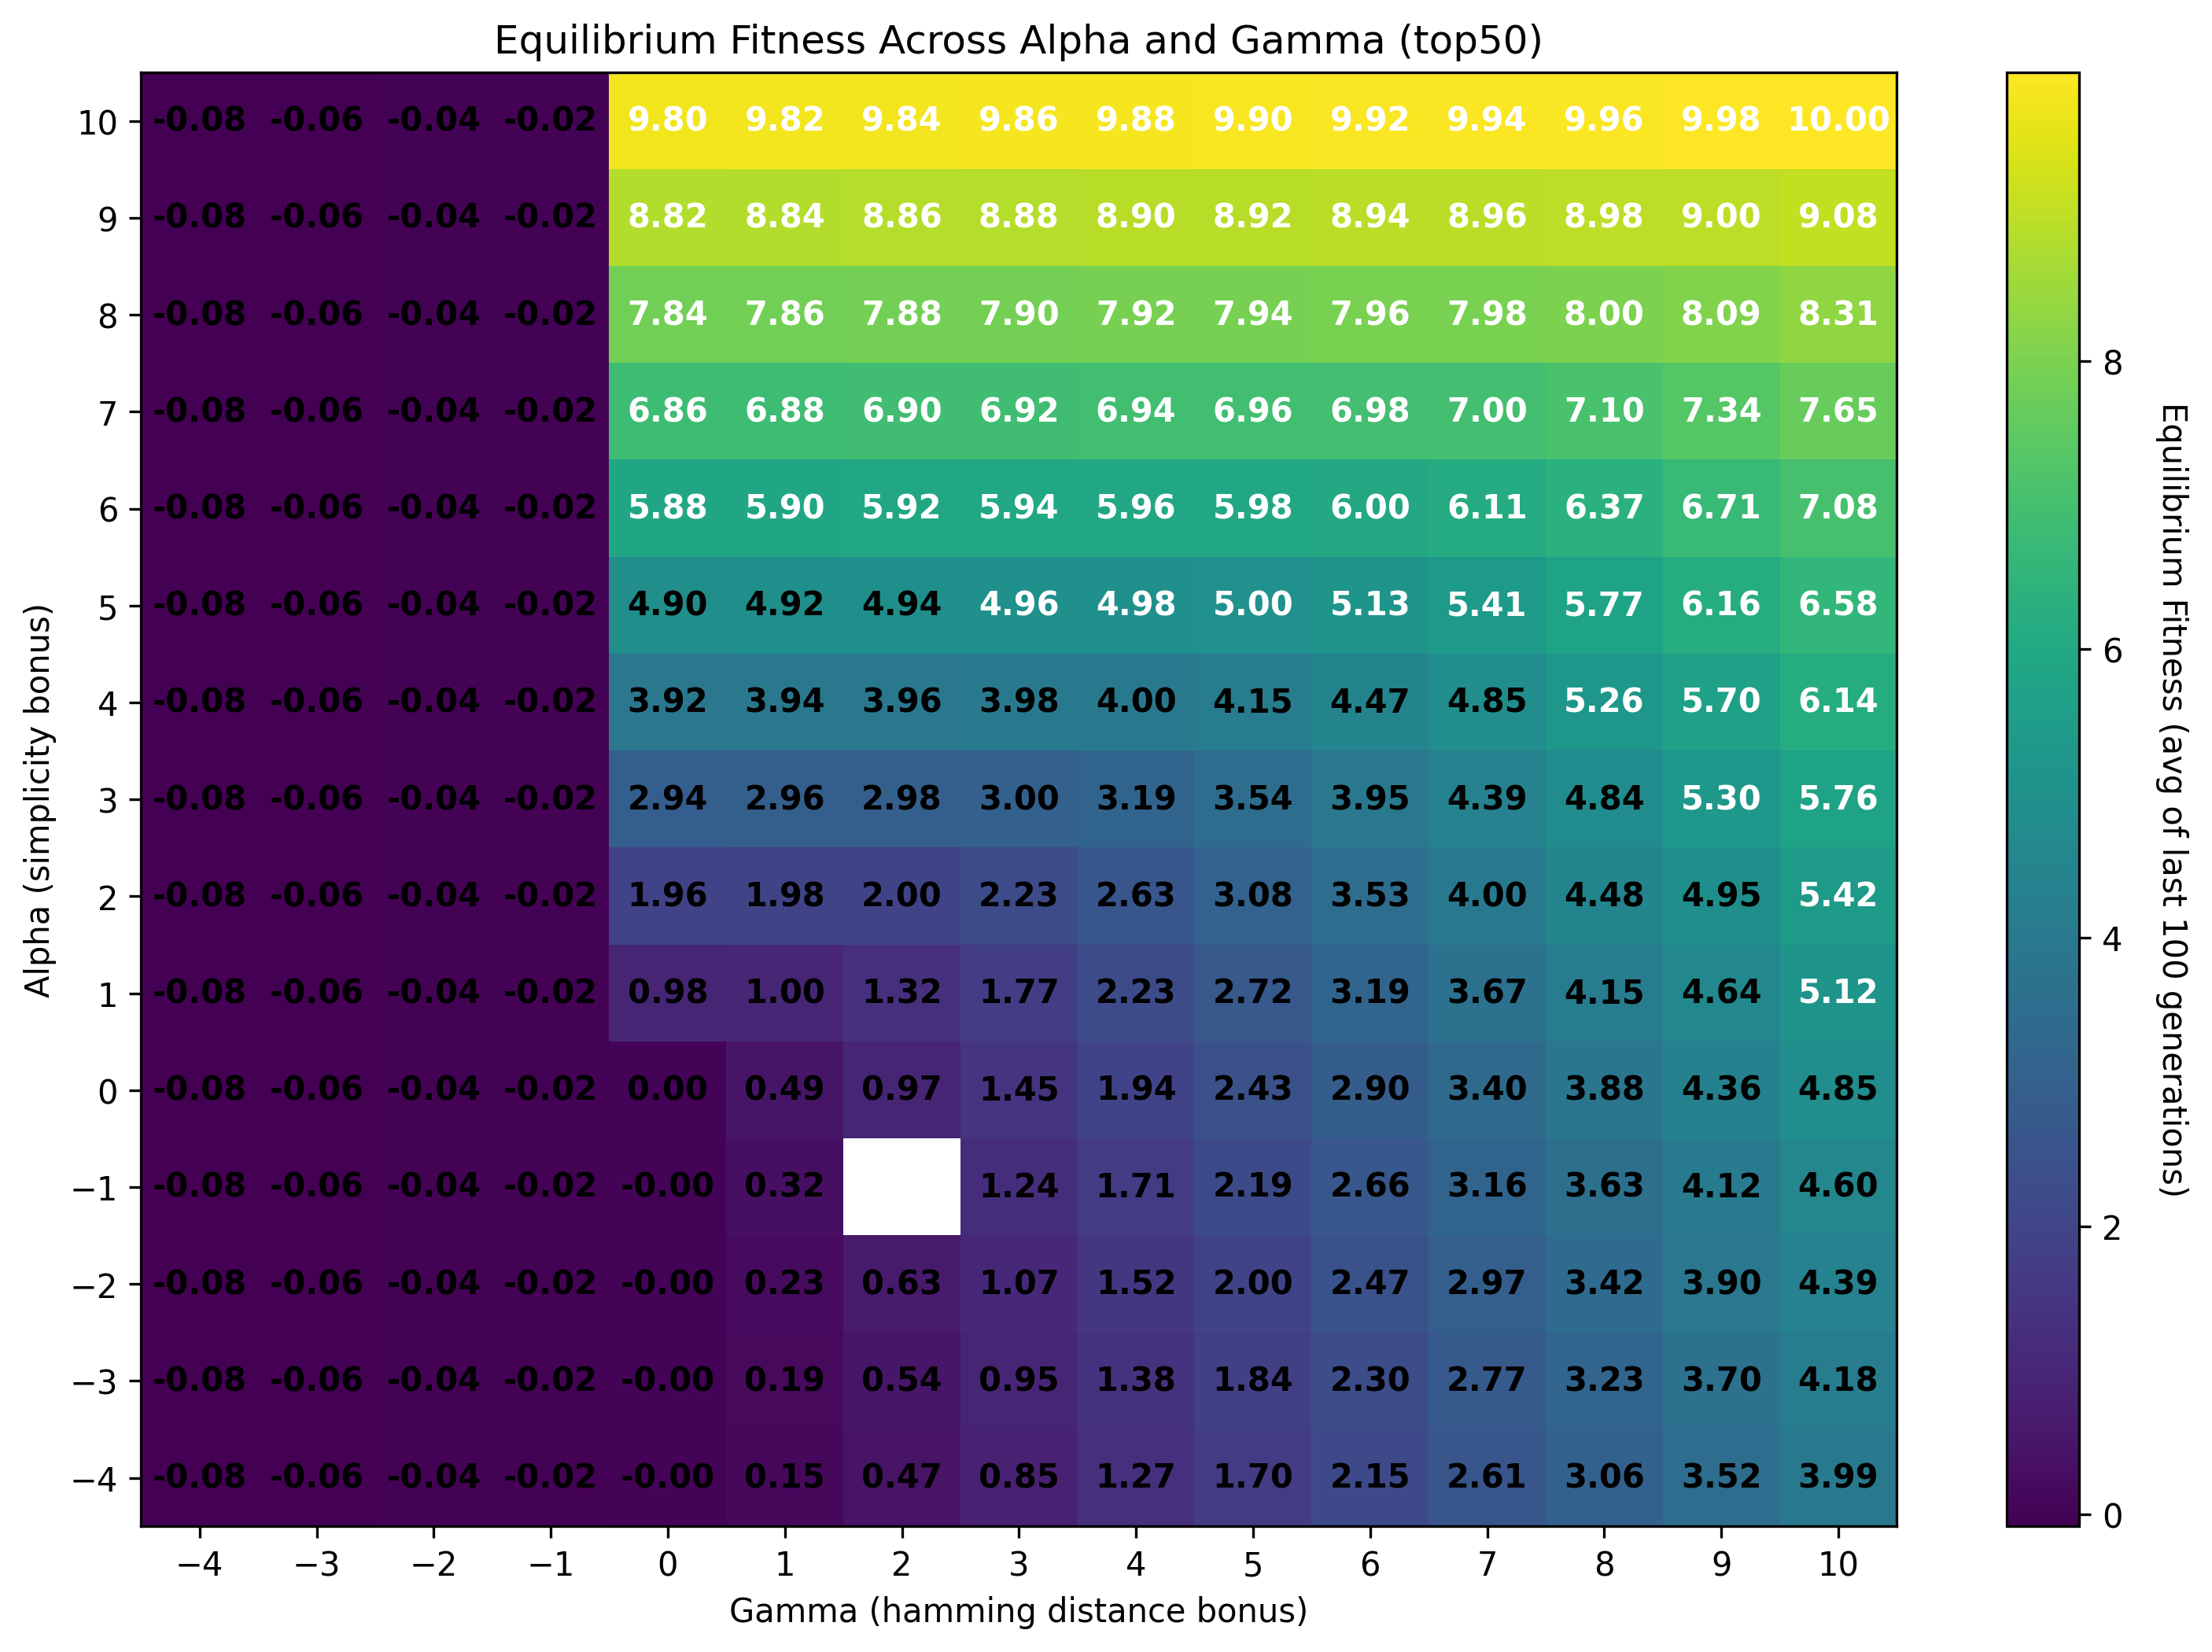 Equilibrium Fitness Across Alpha and Gamma (top50)
10 -0.08 -0.06 -0.04 -0.02 9.80 9.82 9.84 9.86 9.88 9.90 9.92 9.94 9.96 9.98 10.00
9 -0.08 -0.06 -0.04 -0.02 8.82 8.84 8.86 8.88 8.90 8.92 8.94 8.96 8.98 9.00 9.08
8 -0.08 -0.06 -0.04 -0.02 7.84 7.86 7.88 7.90 7.92 7.94 7.96 7.98 8.00 8.09 8.31
7 -0.08 -0.06 -0.04 -0.02 6.86 6.88 6.90 6.92 6.94 6.96 6.98 7.00 7.10 7.34 7.65
6 -0.08 -0.06 -0.04 -0.02 5.88 5.90 5.92 5.94 5.96 5.98 6.00 6.11 6.37 6.71 7.08
5 -0.08 -0.06 -0.04 -0.02 4.90 4.92 4.94 4.96 4.98 5.00 5.13 5.41 5.77 6.16 6.58
4 -0.08 -0.06 -0.04 -0.02 3.92 3.94 3.96 3.98 4.00 4.15 4.47 4.85 5.26 5.70 6.14
3 -0.08 -0.06 -0.04 -0.02 2.94 2.96 2.98 3.00 3.19 3.54 3.95 4.39 4.84 5.30 5.76
2 -0.08 -0.06 -0.04 -0.02 1.96 1.98 2.00 2.23 2.63 3.08 3.53 4.00 4.48 4.95 5.42
1 -0.08 -0.06 -0.04 -0.02 0.98 1.00 1.32 1.77 2.23 2.72 3.19 3.67 4.15 4.64 5.12
0 -0.08 -0.06 -0.04 -0.02 0.00 0.49 0.97 1.45 1.94 2.43 2.90 3.40 3.88 4.36 4.85
−1 -0.08 -0.06 -0.04 -0.02 -0.00 0.32 1.24 1.71 2.19 2.66 3.16 3.63 4.12 4.60
−2 -0.08 -0.06 -0.04 -0.02 -0.00 0.23 0.63 1.07 1.52 2.00 2.47 2.97 3.42 3.90 4.39
−3 -0.08 -0.06 -0.04 -0.02 -0.00 0.19 0.54 0.95 1.38 1.84 2.30 2.77 3.23 3.70 4.18
−4 -0.08 -0.06 -0.04 -0.02 -0.00 0.15 0.47 0.85 1.27 1.70 2.15 2.61 3.06 3.52 3.99
−4 −3 −2 −1 0 1 2 3 4 5 6 7 8 9 10
Gamma (hamming distance bonus)
Alpha (simplicity bonus)
8
6
4
2
0
Equilibrium Fitness (avg of last 100 generations)